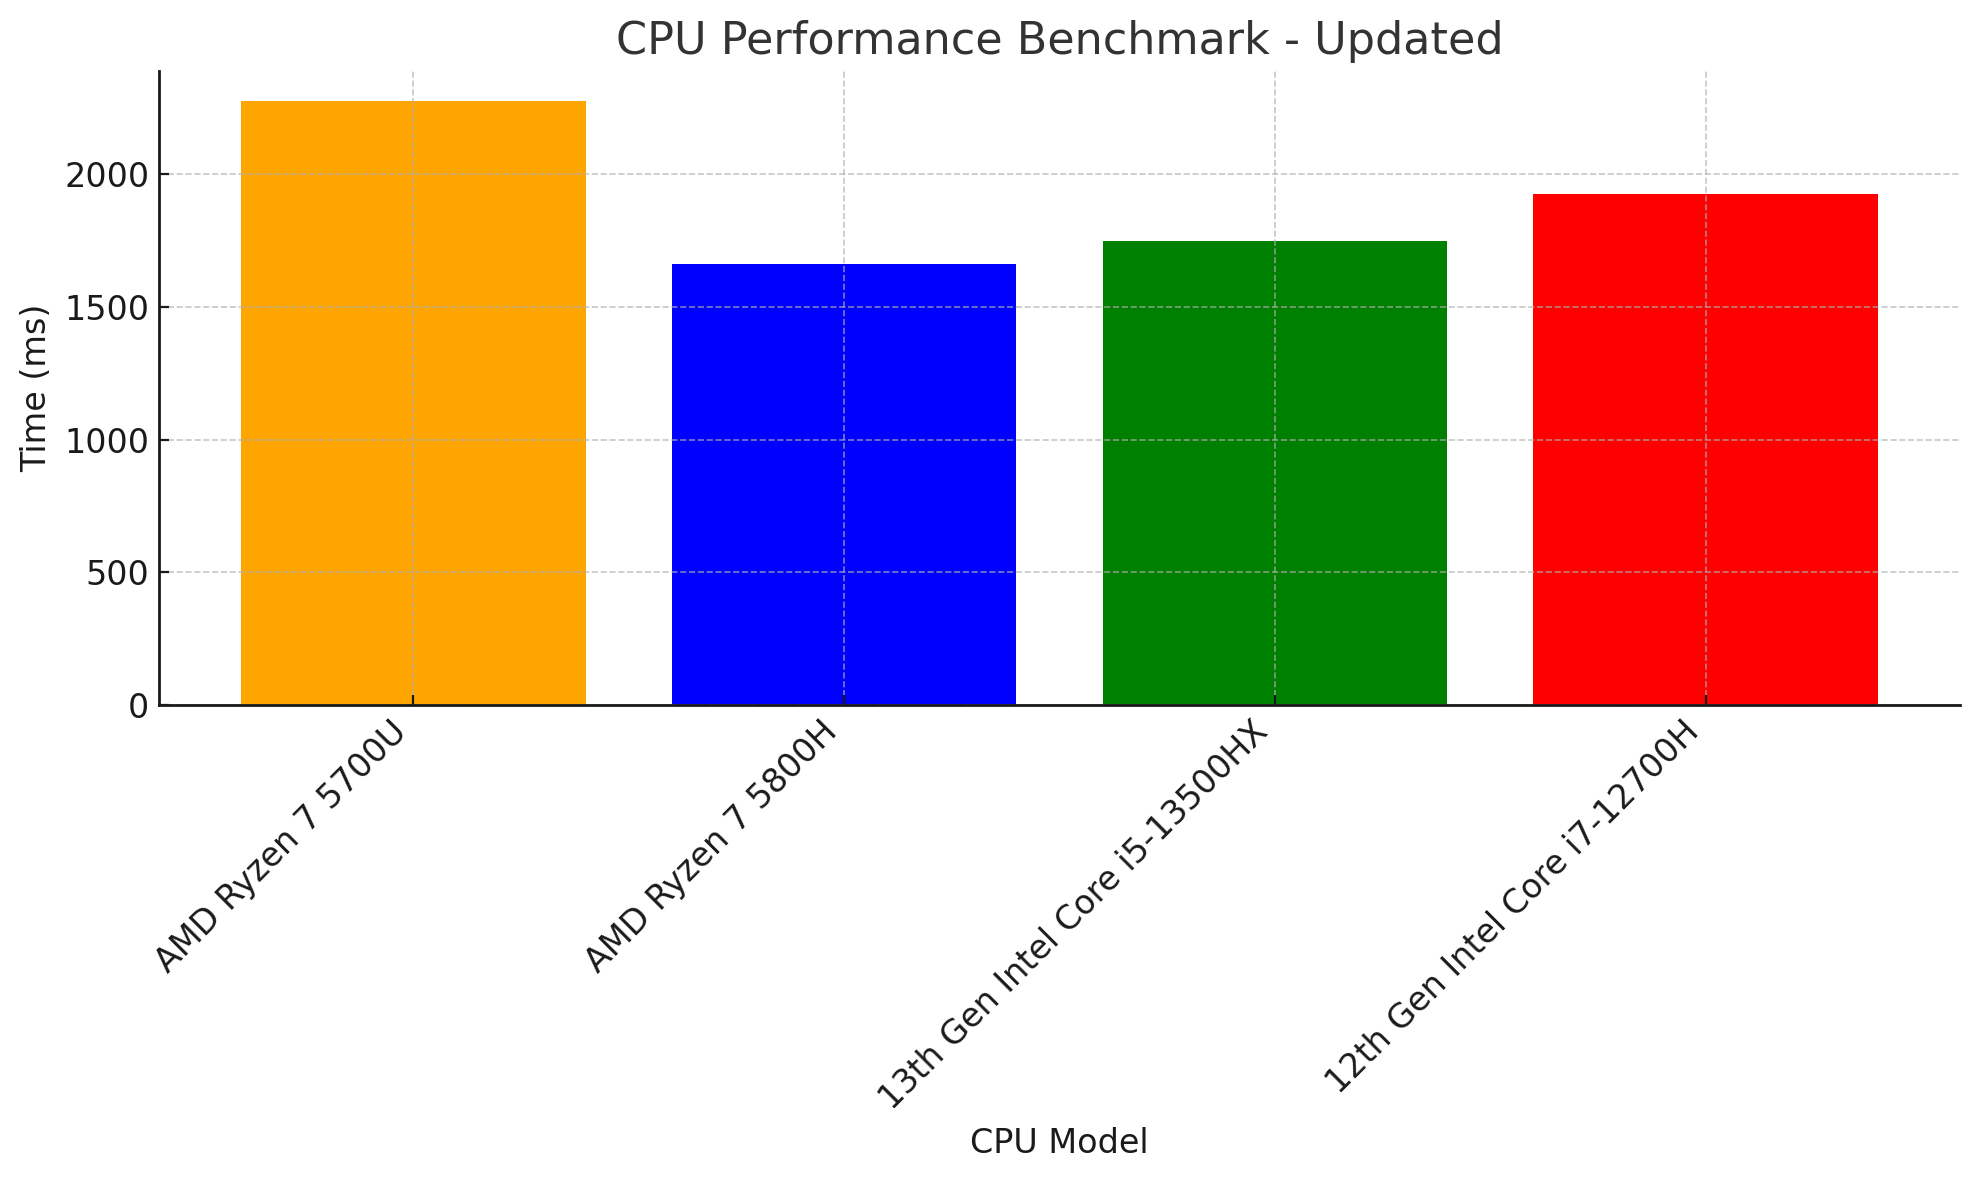 CPU Performance Benchmark - Updated
Time (ms)
2000
1500
1000
500
0
AMD Ryzen 7 5700U
AMD Ryzen 7 5800H
13th Gen Intel Core i5-13500HX
12th Gen Intel Core i7-12700H
CPU Model